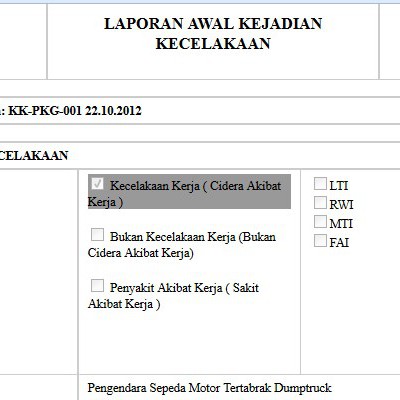 LAPORAN AWAL KEJADIAN
KECELAKAAN
: KK-PKG-001 22.10.2012
CELAKAAN
Kecelakaan Kerja ( Cidera Akibat
Kerja )
Bukan Kecelakaan Kerja (Bukan
Cidera Akibat Kerja)
Penyakit Akibat Kerja ( Sakit
Akibat Kerja )
LTI
RWI
MTI
FAI
Pengendara Sepeda Motor Tertabrak Dumptruck